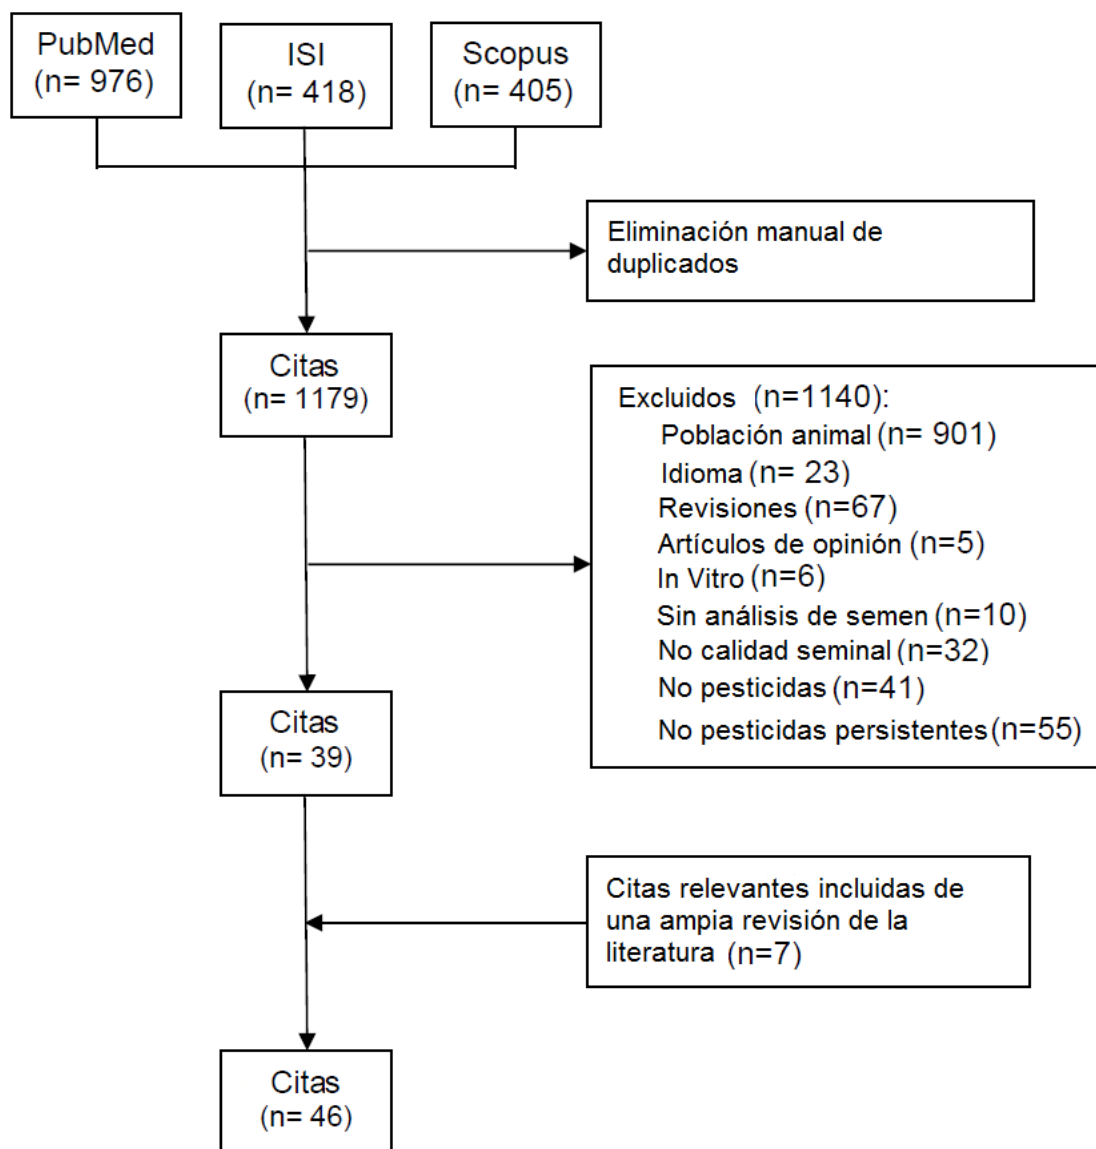 PubMed
(n= 976)
ISI
(n= 418)
Scopus
(n= 405)
Eliminación manual de
duplicados
Citas
(n= 1179)
Excluidos (n=1140):
Población animal (n= 901)
Idioma (n= 23)
Revisiones (n=67)
Artículos de opinión (n=5)
In Vitro (n=6)
Sin análisis de semen (n=10)
No calidad seminal (n=32)
No pesticidas (n=41)
No pesticidas persistentes (n=55)
Citas
(n= 39)
Citas relevantes incluidas de
una ampia revisión de la
literatura (n=7)
Citas
(n= 46)